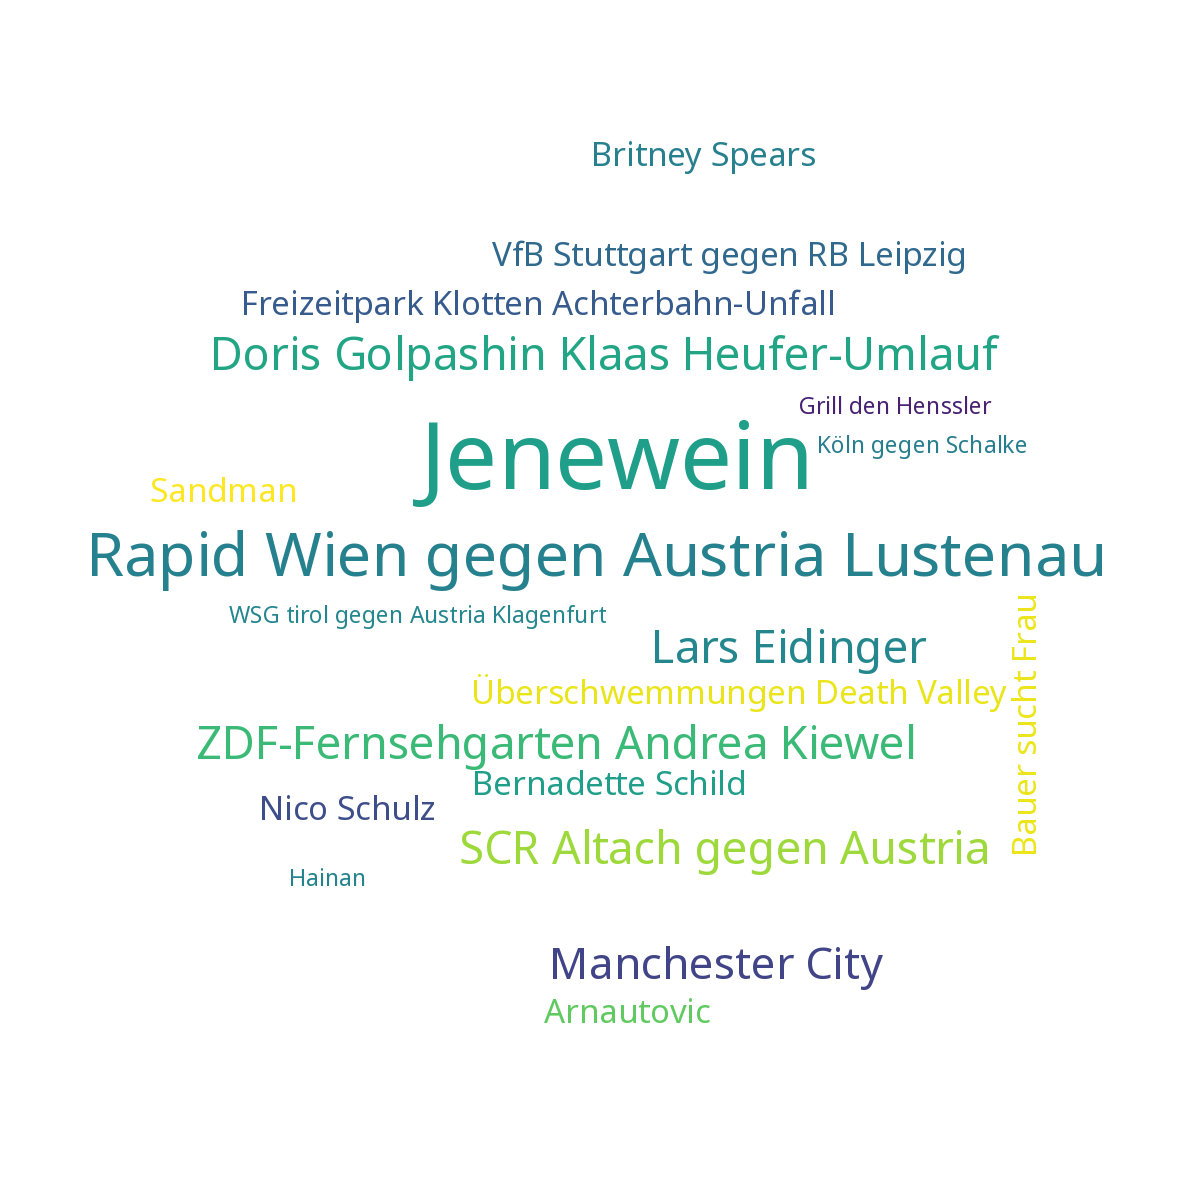 Britney Spears
VfB Stuttgart gegen RB Leipzig
Freizeitpark Klotten Achterbahn-Unfall
Doris Golpashin Klaas Heufer-Umlauf
Grill den Henssler
Jenewein
Köln gegen Schalke
Sandman
Rapid Wien gegen Austria Lustenau
WSG tirol gegen Austria Klagenfurt
Lars Eidinger
Überschwemmungen Death Valley
Bauer sucht Frau
ZDF-Fernsehgarten Andrea Kiewel
Bernadette Schild
Nico Schulz
SCR Altach gegen Austria
Hainan
Manchester City
Arnautovic